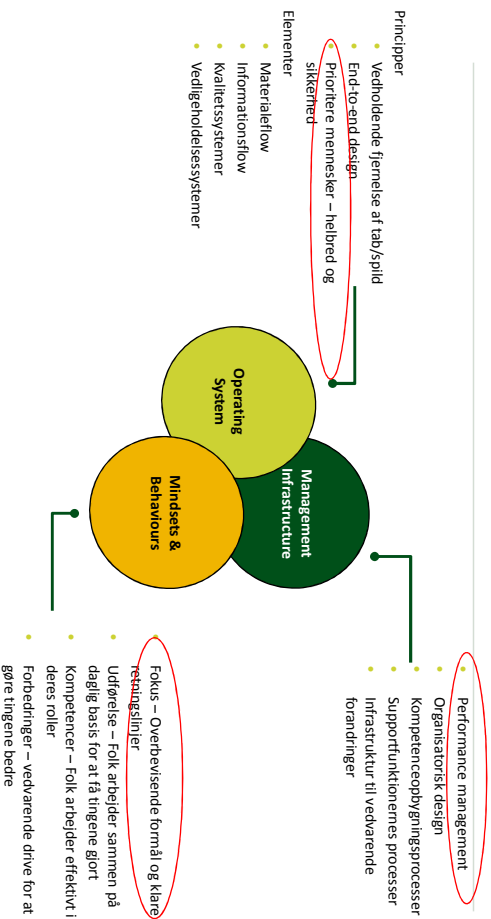 Principper
Vedholdende fjernelse af tab/spild
End-to-end design
Prioritere mennesker – helbred og
sikkerhed
Elementer
Materialeflow
Informationsflow
Kvalitetssystemer
Vedligeholdelsessystemer
Operating
System
Management
Infrastructure
Mindsets &
Behaviours
Performance management
Organisatorisk design
Kompetenceopbygningsprocesser
Supportfunktionernes processer
Infrastruktur til vedvarende
forandringer
Fokus – Overbevisende formål og klare
retningslinjer
Udførelse – Folk arbejder sammen på
daglig basis for at få tingene gjort
Kompetencer – Folk arbejder effektivt i
deres roller
Forbedringer – vedvarende drive for at
gøre tingene bedre